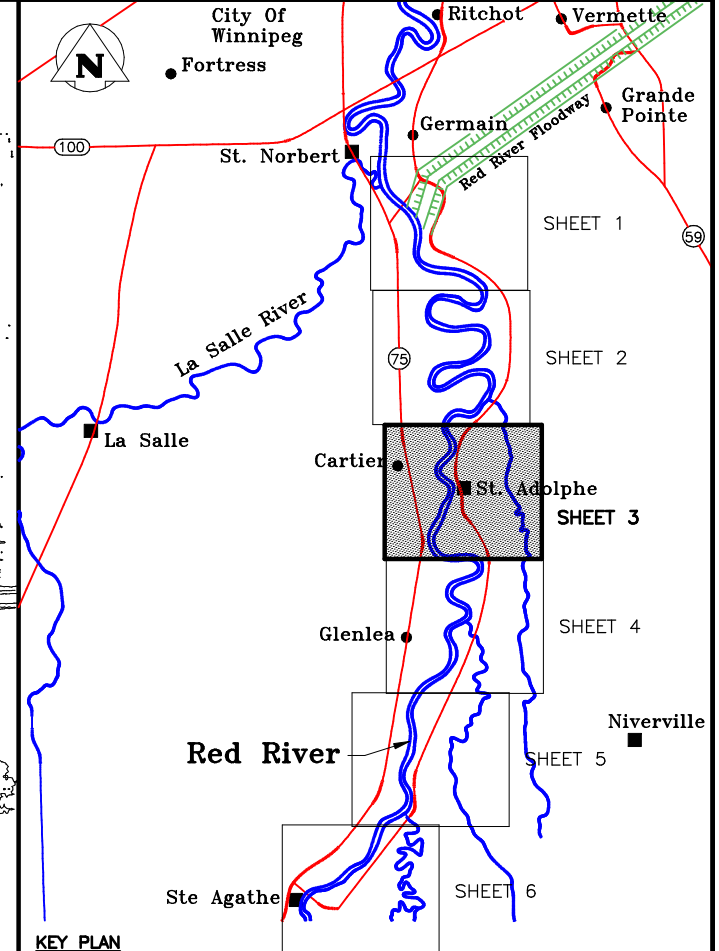 City Of
Winnipeg
Ritchot
Vermette
N
Fortress
Grande
Pointe
Germain
Red River Floodway
100
St. Norbert
SHEET 1
59
La Salle River
75
SHEET 2
La Salle
Cartier
St. Adolphe
SHEET 3
Glenlea
SHEET 4
Niverville
Red River
SHEET 5
Ste Agathe
SHEET 6
KEY PLAN